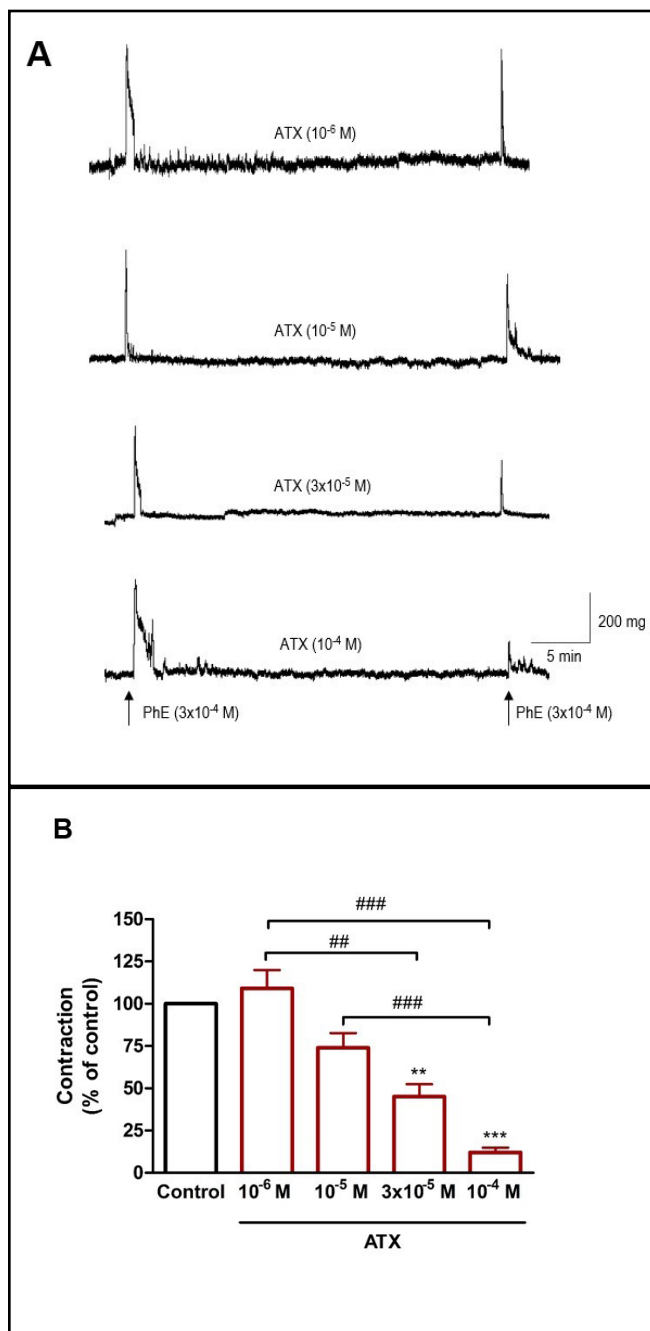 A
ATX (10⁻⁶ M)
ATX (10⁻⁵ M)
ATX (3x10⁻⁵ M)
ATX (10⁻⁴ M)
200 mg
5 min
PhE (3x10⁻⁴ M) PhE (3x10⁻⁴ M)
B
###
##
###
**
***
150
125
100
75
50
25
0
Contraction
(% of control)
Control 10⁻⁶ M 10⁻⁵ M 3x10⁻⁵ M 10⁻⁴ M
ATX